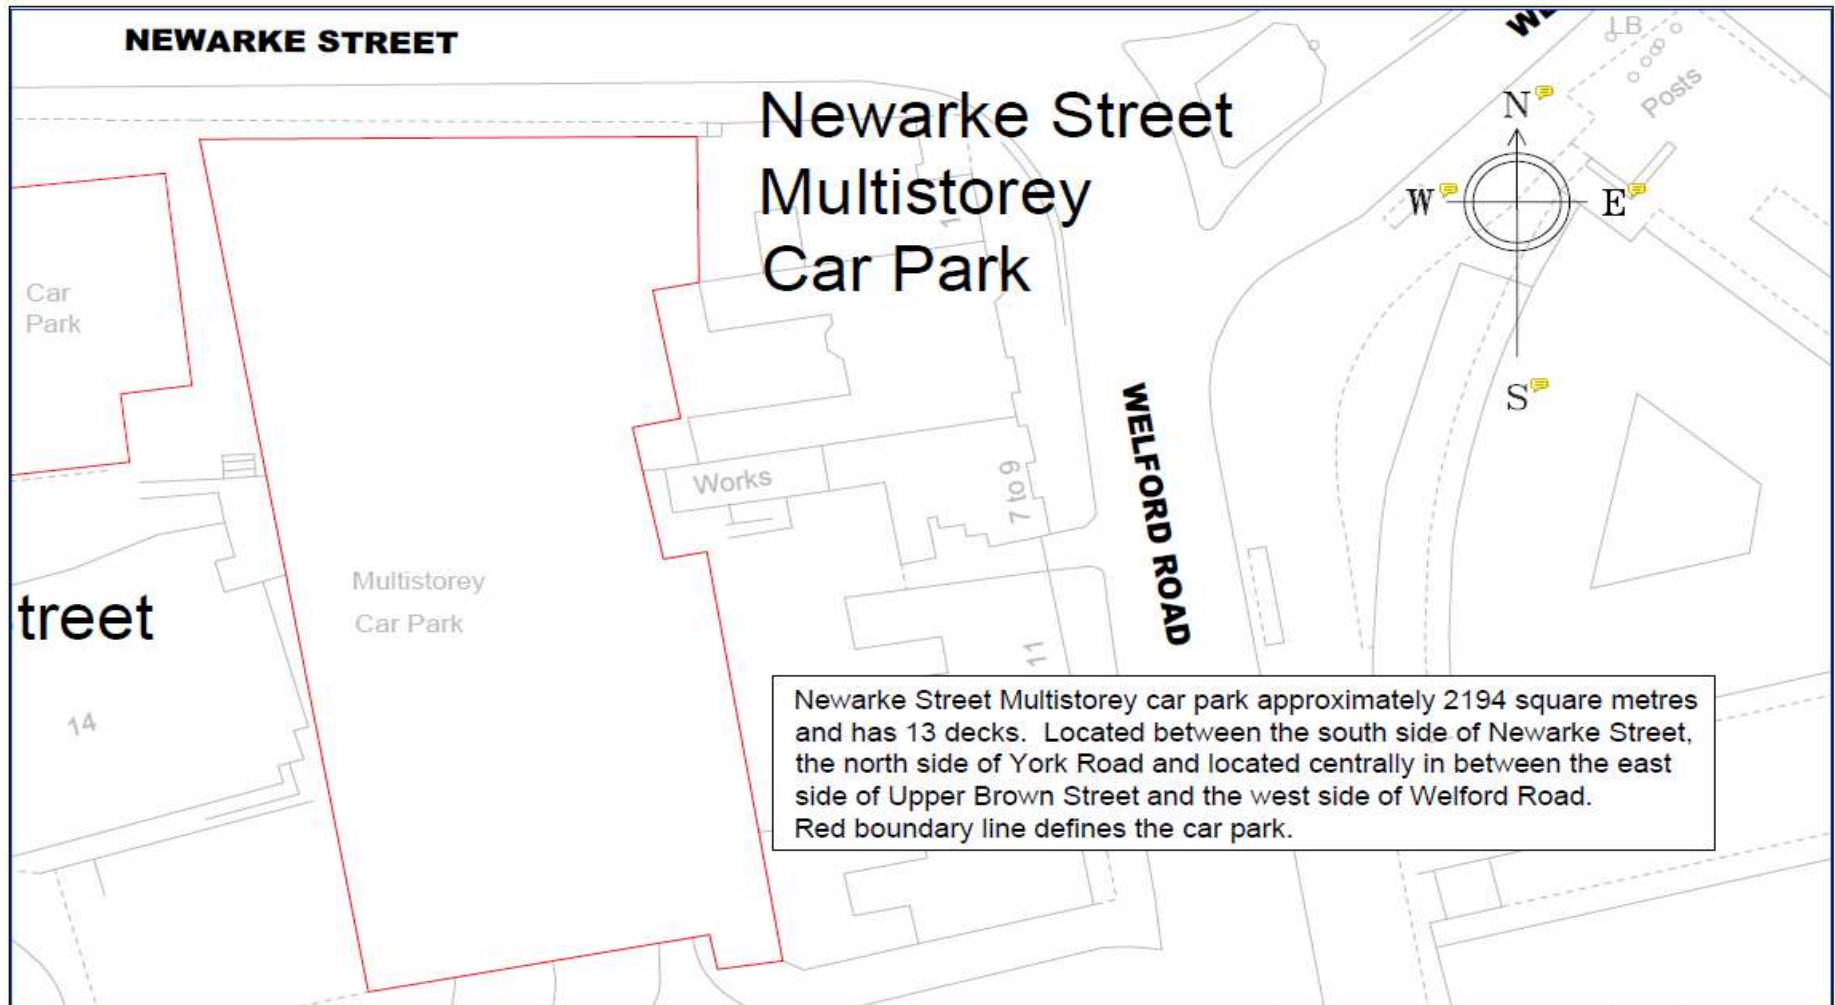 NEWARKE STREET
Newarke Street
Multistorey
Car Park
LB
Posts
N
W
E
S
1
Car
Park
WELFORD ROAD
Works
7 to 9
Multistorey
Car Park
treet
11
14
Newarke Street Multistorey car park approximately 2194 square metres
and has 13 decks. Located between the south side of Newarke Street,
the north side of York Road and located centrally in between the east
side of Upper Brown Street and the west side of Welford Road.
Red boundary line defines the car park.